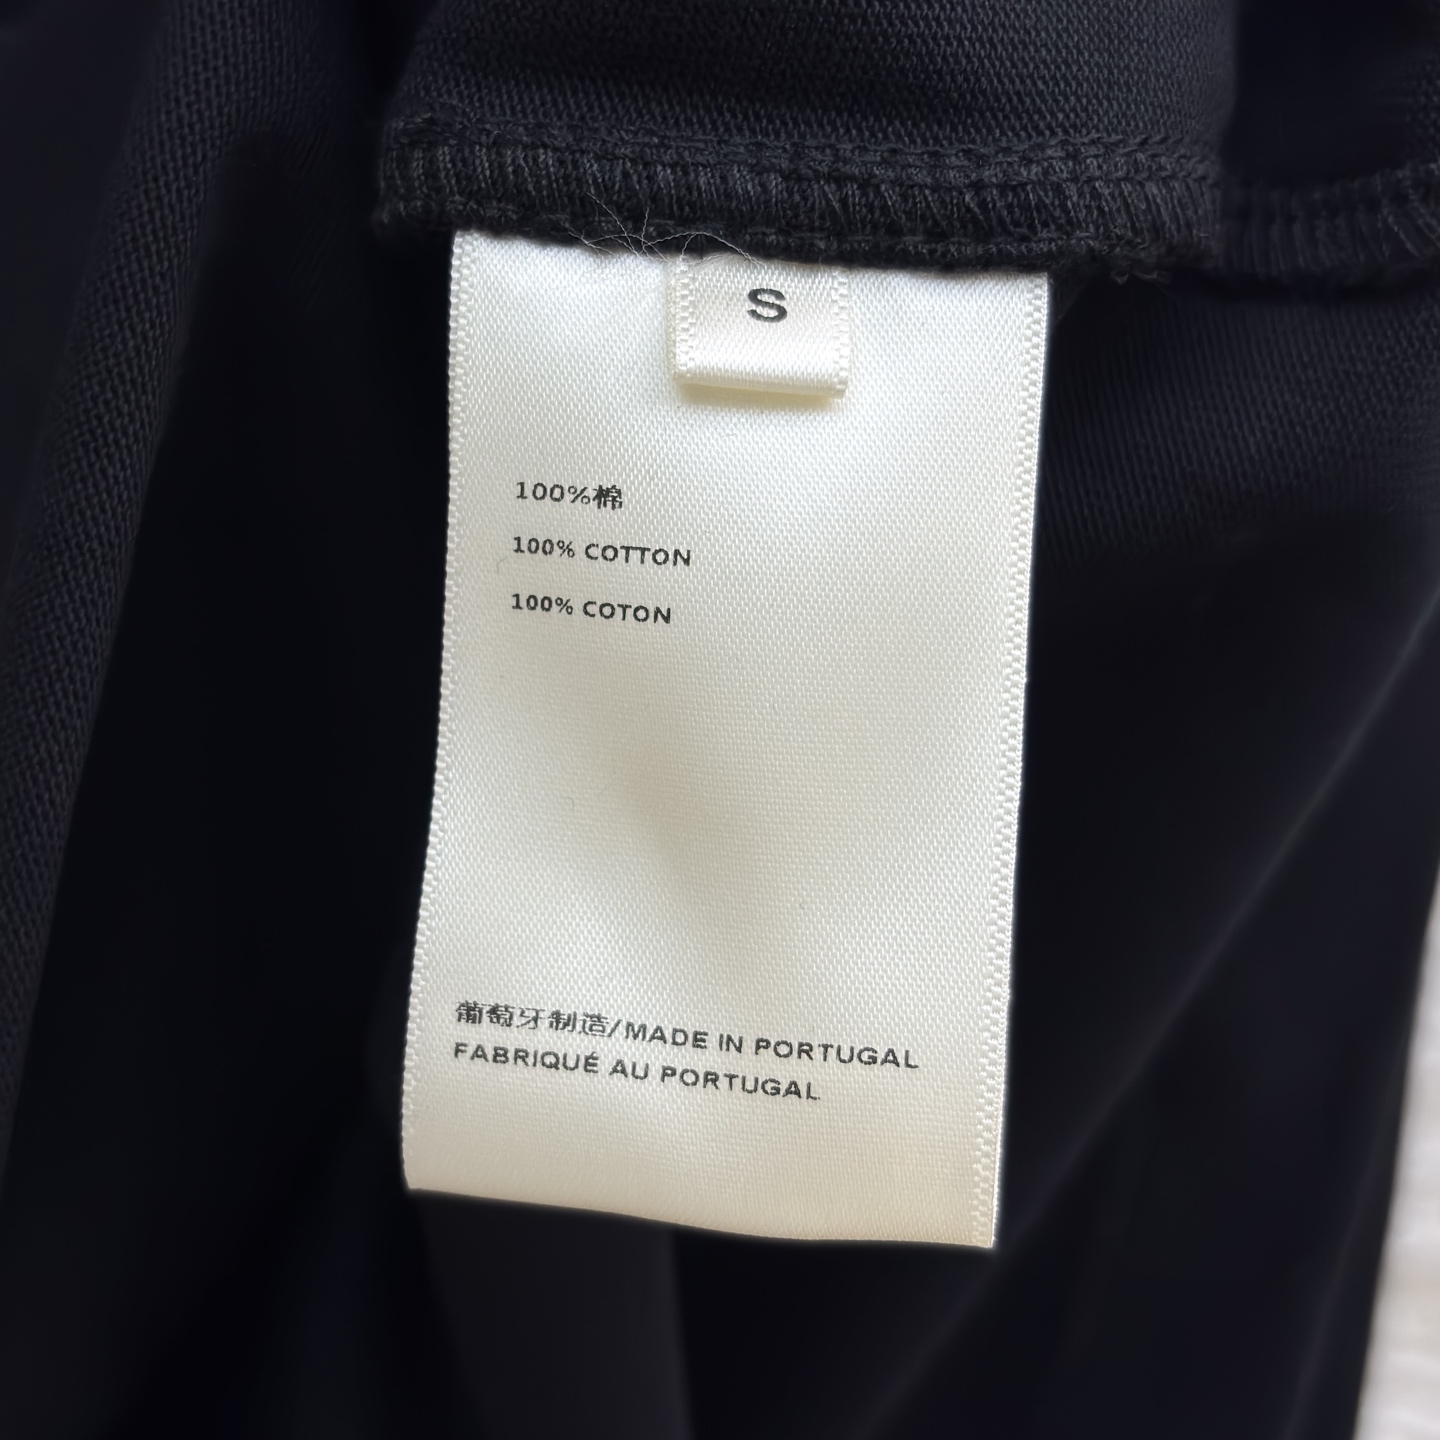 S
100%棉
100% COTTON
100% COTON
葡萄牙制造/MADE IN PORTUGAL
FABRIQUÉ AU PORTUGAL